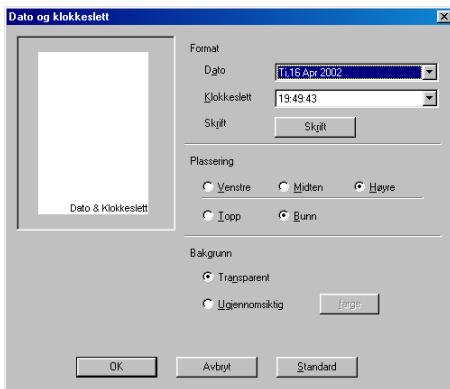 Dato og klokkeslett
Format
Dato Ti,16 Apr 2002
Klokkeslett 19:49:43
Skrift Skrift
Plassering
Venstre Midten Høyre
Topp Bunn
Dato & Klokkeslett
Bakgrunn
Transparent
Ugjennomsiktig farge
OK Avbryt Standard